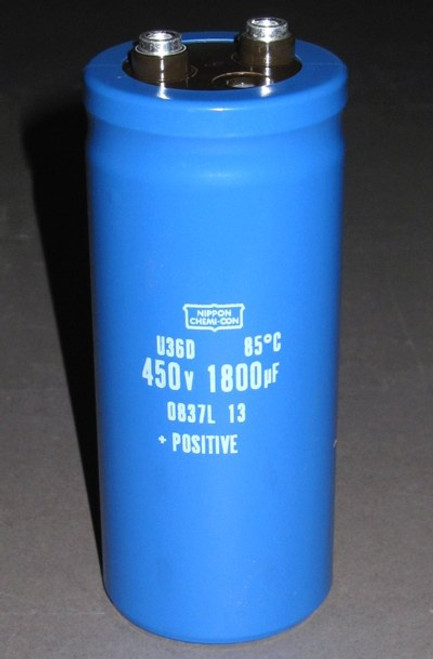 NIPPON
CHEMI-CON
U36D 85°C
450V 1800µF
0837L 13
+ POSITIVE